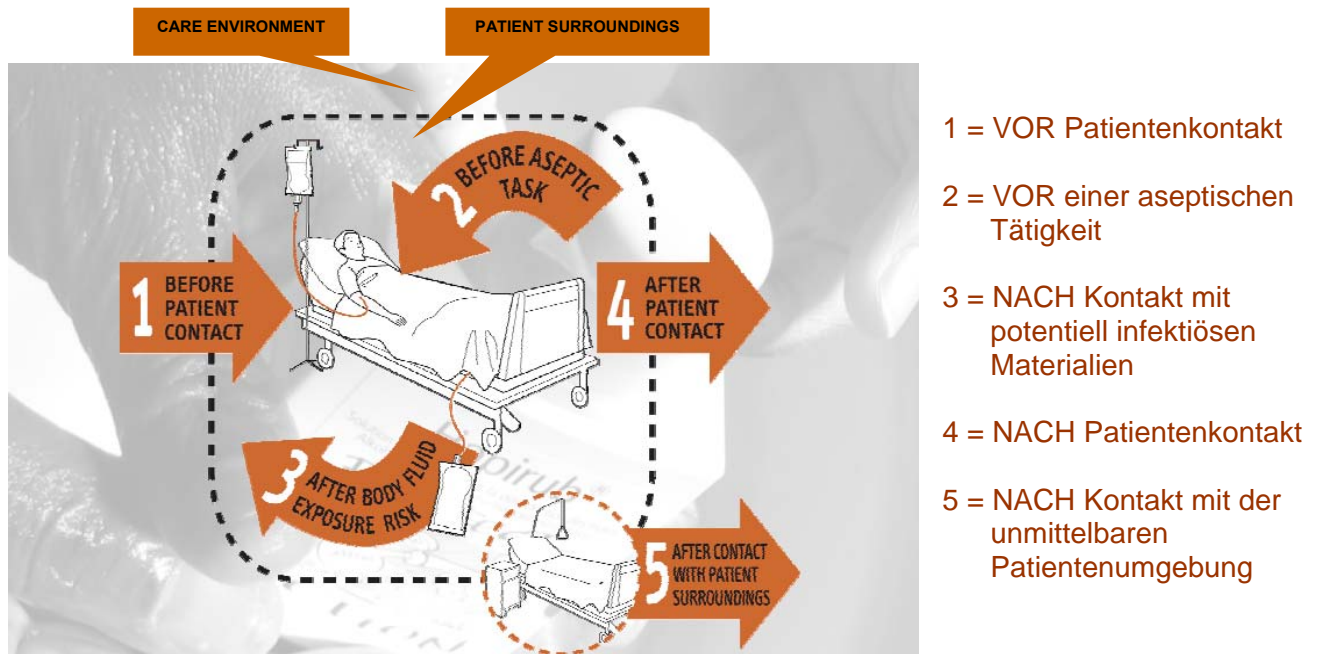 CARE ENVIRONMENT
PATIENT SURROUNDINGS
1 BEFORE
PATIENT
CONTACT
2 BEFORE ASEPTIC
TASK
3 AFTER BODY FLUID
EXPOSURE RISK
4 AFTER
PATIENT
CONTACT
5 AFTER CONTACT
WITH PATIENT
SURROUNDINGS
1 = VOR Patientenkontakt
2 = VOR einer aseptischen
Tätigkeit
3 = NACH Kontakt mit
potentiell infektiösen
Materialien
4 = NACH Patientenkontakt
5 = NACH Kontakt mit der
unmittelbaren
Patientenumgebung